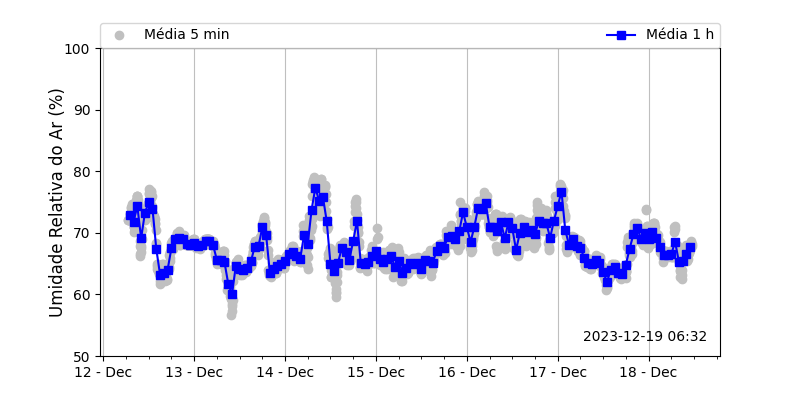 Média 5 min
Média 1 h
Umidade Relativa do Ar (%)
100
90
80
70
60
50
2023-12-19 06:32
12 - Dec
13 - Dec
14 - Dec
15 - Dec
16 - Dec
17 - Dec
18 - Dec